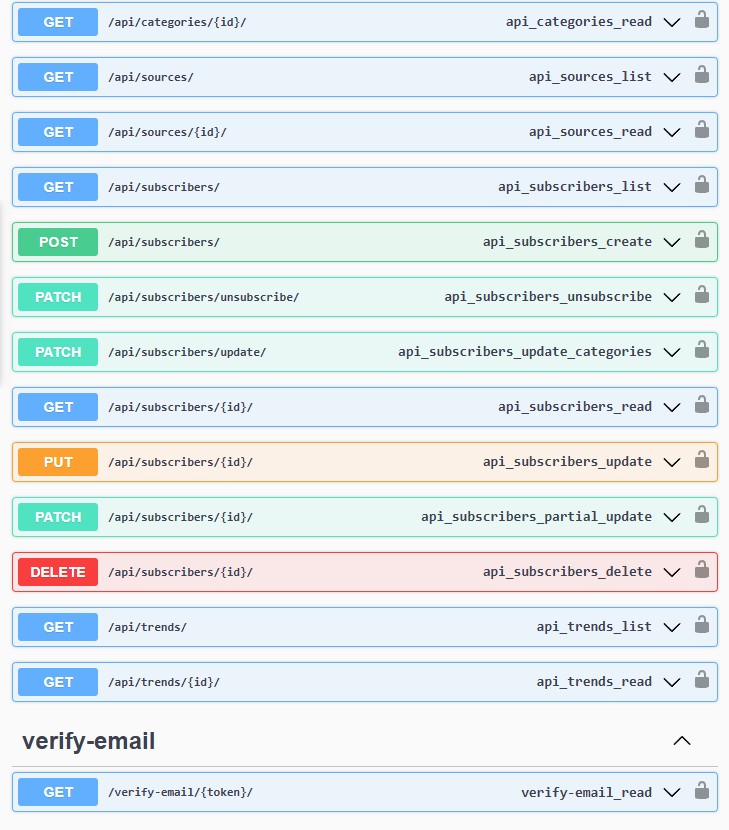 GET /api/categories/{id}/ api_categories_read
GET /api/sources/ api_sources_list
GET /api/sources/{id}/ api_sources_read
GET /api/subscribers/ api_subscribers_list
POST /api/subscribers/ api_subscribers_create
PATCH /api/subscribers/unsubscribe/ api_subscribers_unsubscribe
PATCH /api/subscribers/update/ api_subscribers_update_categories
GET /api/subscribers/{id}/ api_subscribers_read
PUT /api/subscribers/{id}/ api_subscribers_update
PATCH /api/subscribers/{id}/ api_subscribers_partial_update
DELETE /api/subscribers/{id}/ api_subscribers_delete
GET /api/trends/ api_trends_list
GET /api/trends/{id}/ api_trends_read
verify-email
GET /verify-email/{token}/ verify-email_read